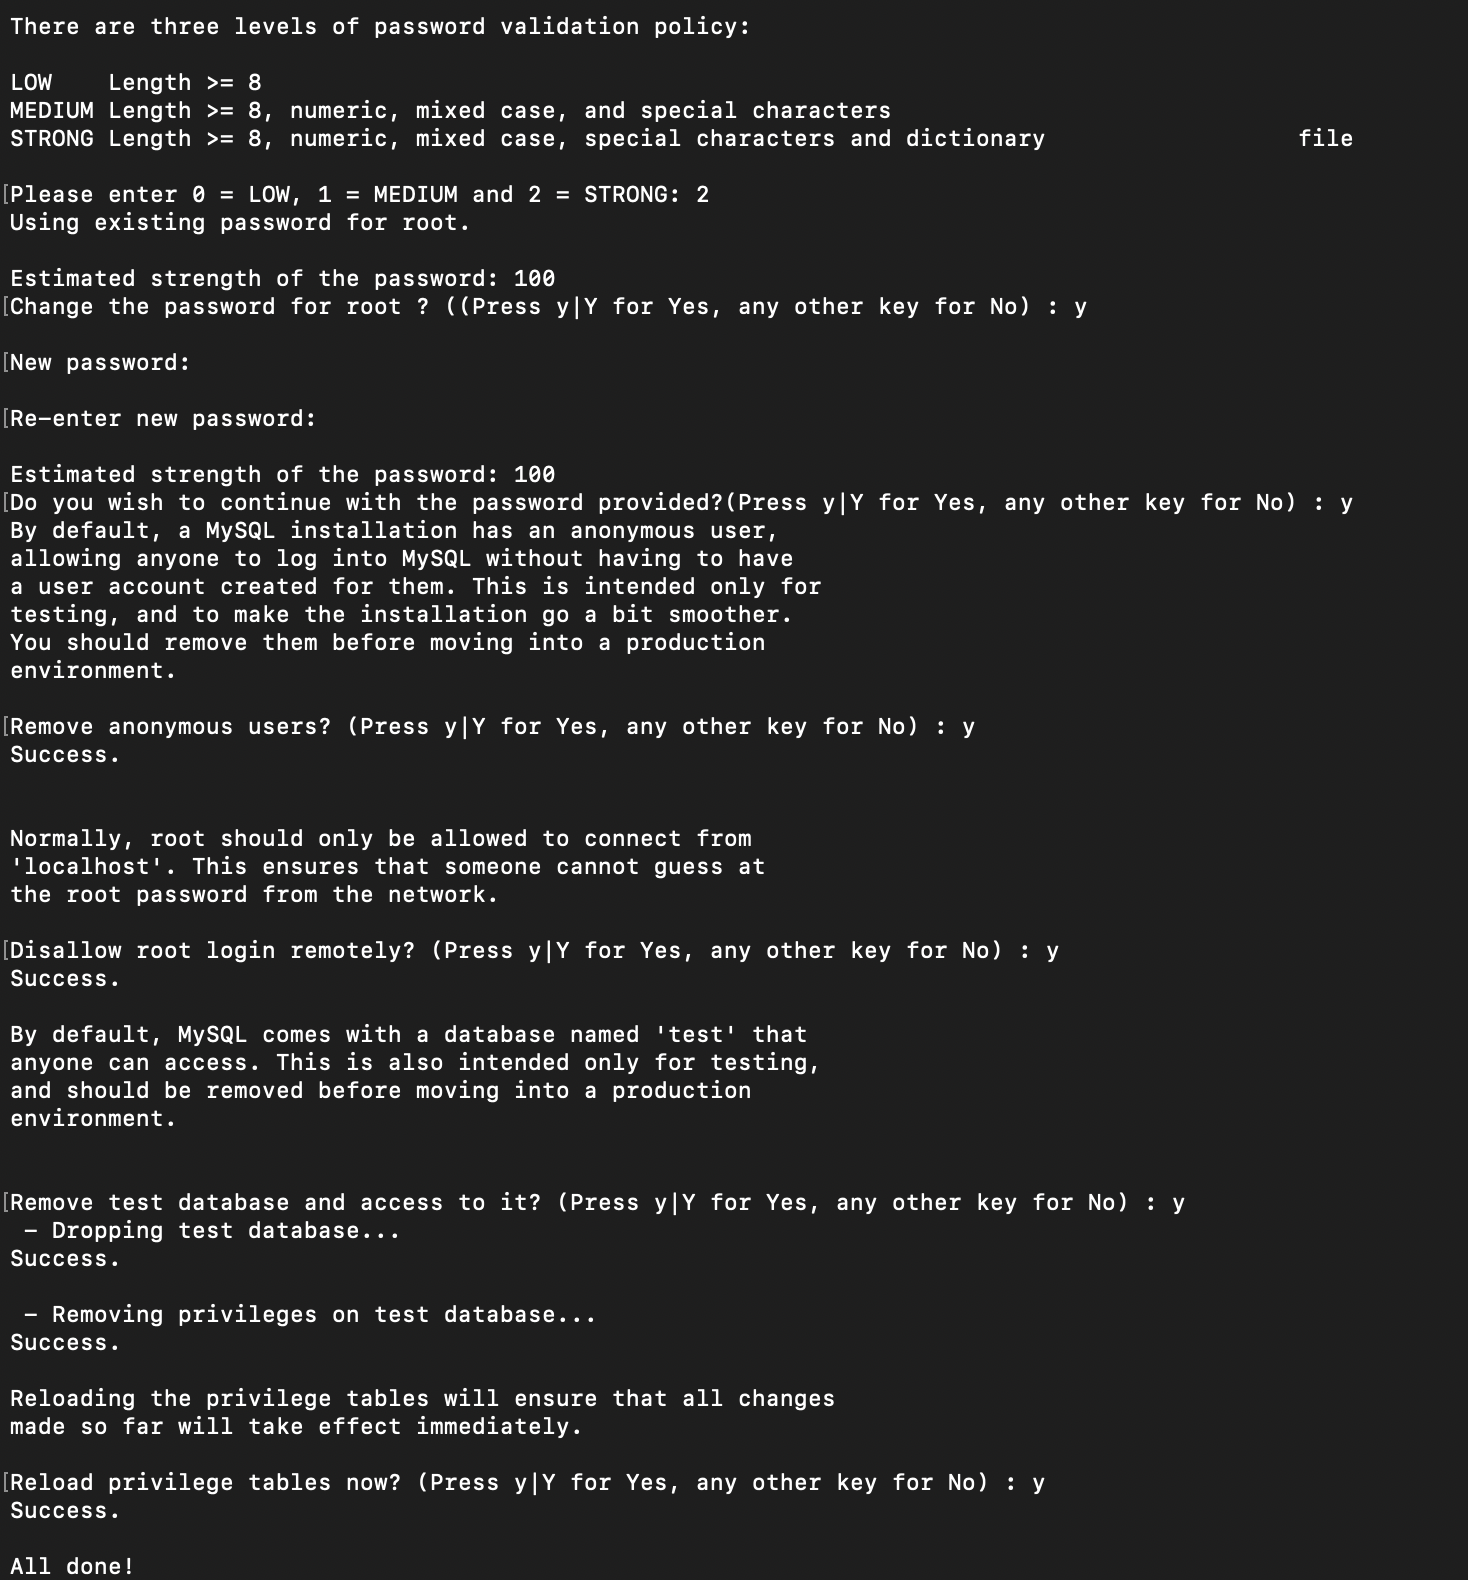 There are three levels of password validation policy:
LOW    Length >= 8
MEDIUM Length >= 8, numeric, mixed case, and special characters
STRONG Length >= 8, numeric, mixed case, special characters and dictionary                  file
[Please enter 0 = LOW, 1 = MEDIUM and 2 = STRONG: 2
Using existing password for root.
Estimated strength of the password: 100
[Change the password for root ? ((Press y|Y for Yes, any other key for No) : y
[New password:
[Re-enter new password:
Estimated strength of the password: 100
[Do you wish to continue with the password provided?(Press y|Y for Yes, any other key for No) : y
By default, a MySQL installation has an anonymous user,
allowing anyone to log into MySQL without having to have
a user account created for them. This is intended only for
testing, and to make the installation go a bit smoother.
You should remove them before moving into a production
environment.
[Remove anonymous users? (Press y|Y for Yes, any other key for No) : y
Success.
Normally, root should only be allowed to connect from
'localhost'. This ensures that someone cannot guess at
the root password from the network.
[Disallow root login remotely? (Press y|Y for Yes, any other key for No) : y
Success.
By default, MySQL comes with a database named 'test' that
anyone can access. This is also intended only for testing,
and should be removed before moving into a production
environment.
[Remove test database and access to it? (Press y|Y for Yes, any other key for No) : y
 - Dropping test database...
Success.
 - Removing privileges on test database...
Success.
Reloading the privilege tables will ensure that all changes
made so far will take effect immediately.
[Reload privilege tables now? (Press y|Y for Yes, any other key for No) : y
Success.
All done!